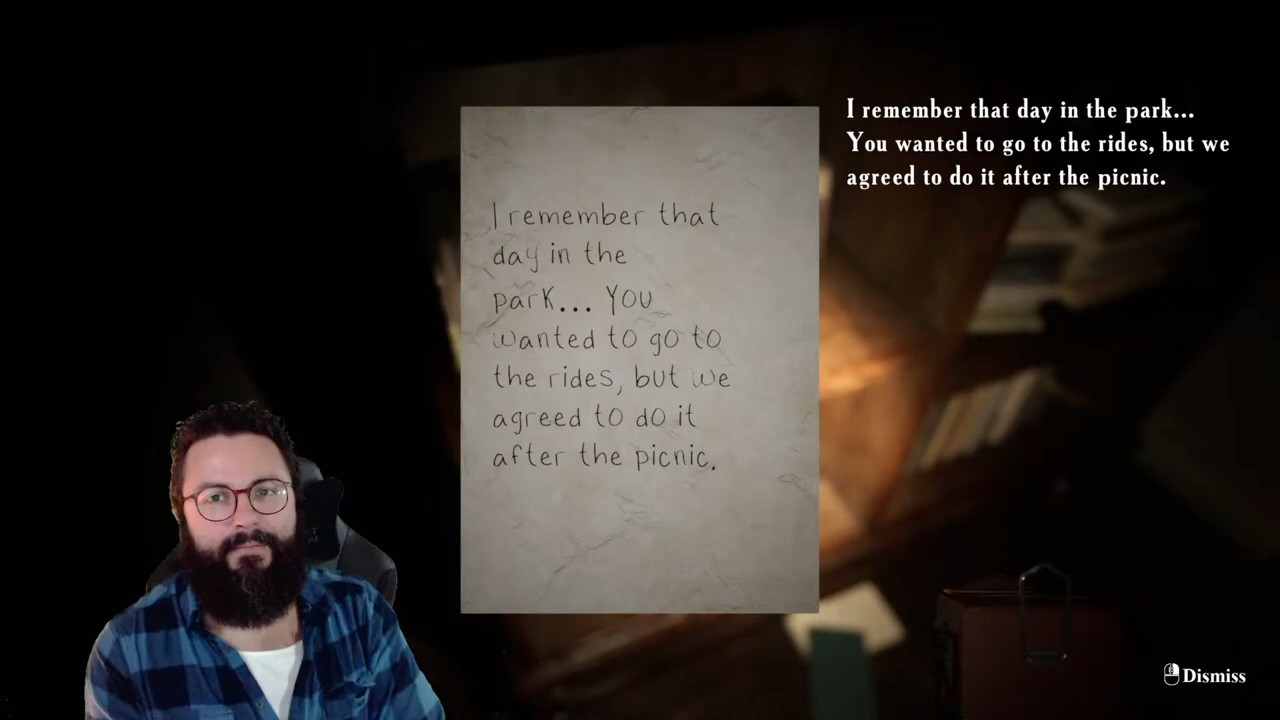 I remember that
day in the
park... You
wanted to go to
the rides, but we
agreed to do it
after the picnic.
I remember that day in the park...
You wanted to go to the rides, but we
agreed to do it after the picnic.
Dismiss